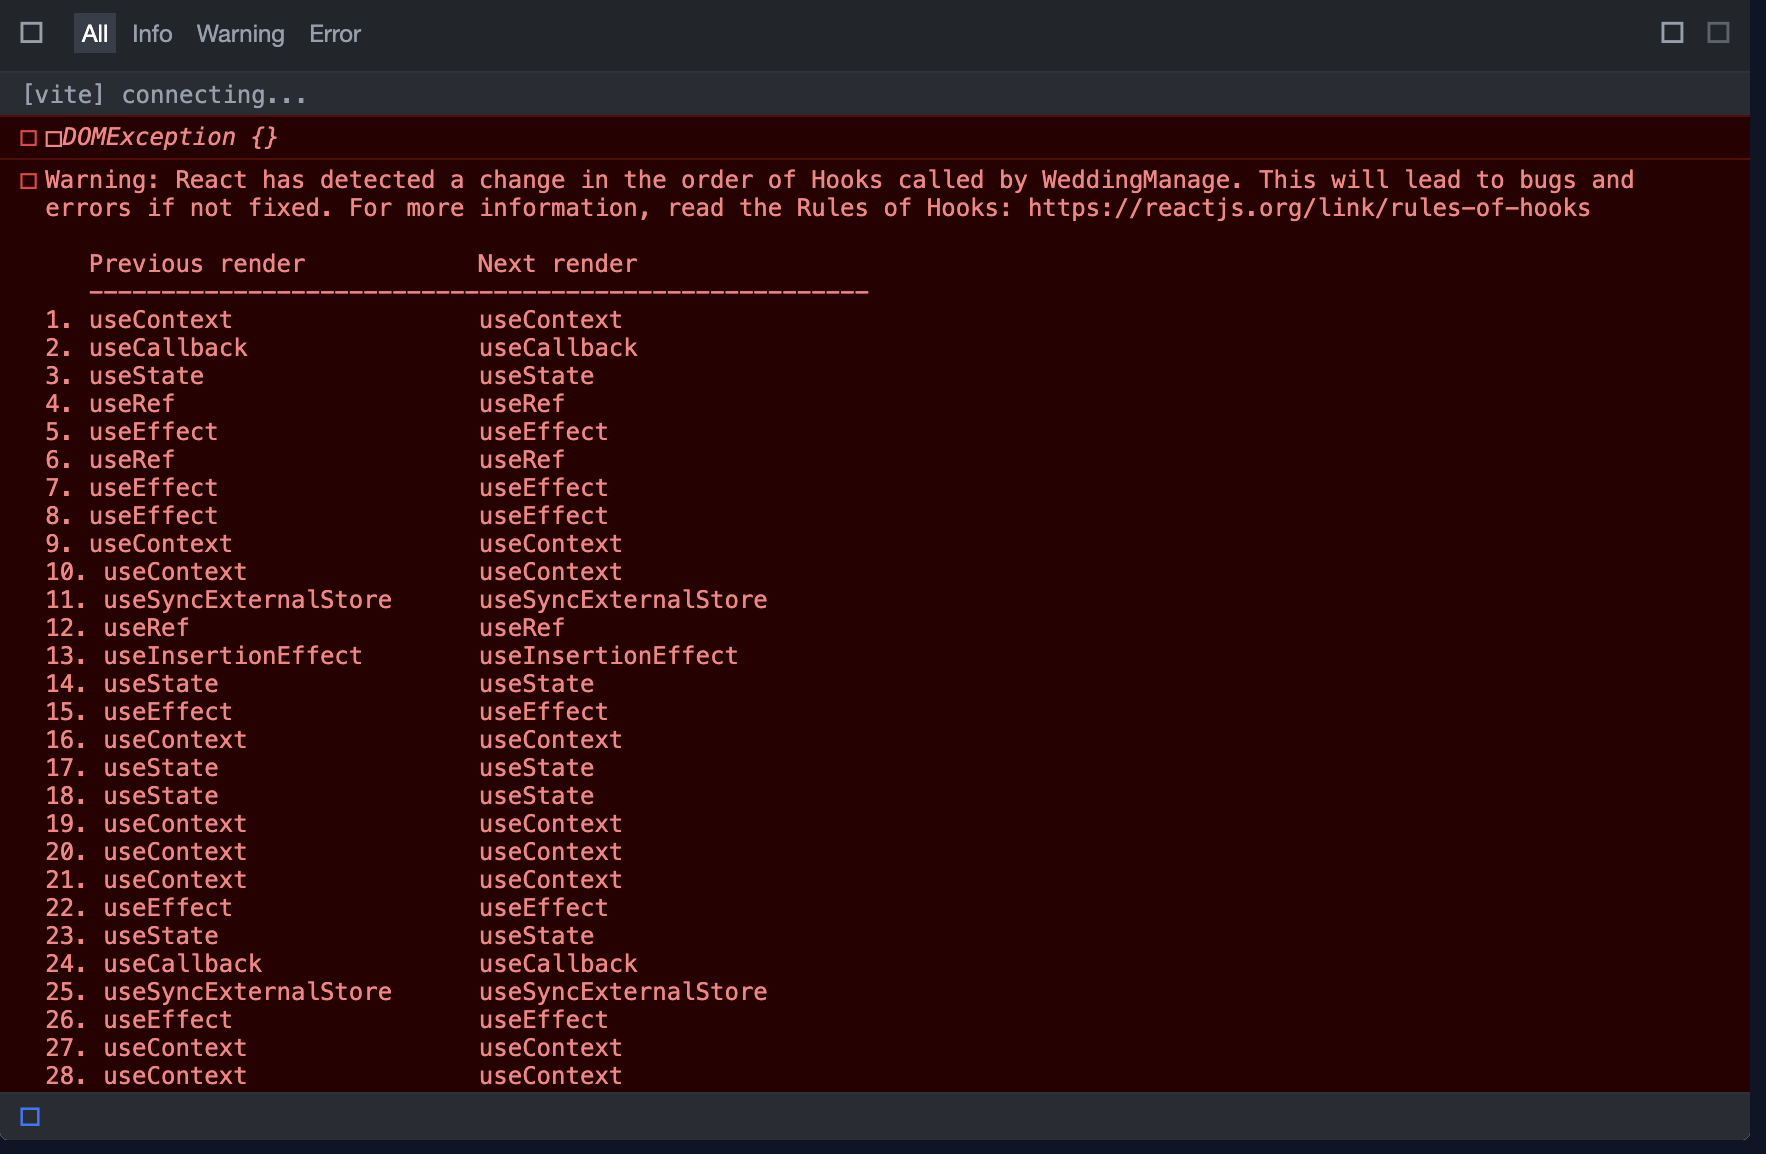 All Info Warning Error
[vite] connecting...
DOMException {}
Warning: React has detected a change in the order of Hooks called by WeddingManage. This will lead to bugs and
errors if not fixed. For more information, read the Rules of Hooks: https://reactjs.org/link/rules-of-hooks
Previous render Next render
------------------------------------------------------
1. useContext useContext
2. useCallback useCallback
3. useState useState
4. useRef useRef
5. useEffect useEffect
6. useRef useRef
7. useEffect useEffect
8. useEffect useEffect
9. useContext useContext
10. useContext useContext
11. useSyncExternalStore useSyncExternalStore
12. useRef useRef
13. useInsertionEffect useInsertionEffect
14. useState useState
15. useEffect useEffect
16. useContext useContext
17. useState useState
18. useState useState
19. useContext useContext
20. useContext useContext
21. useContext useContext
22. useEffect useEffect
23. useState useState
24. useCallback useCallback
25. useSyncExternalStore useSyncExternalStore
26. useEffect useEffect
27. useContext useContext
28. useContext useContext